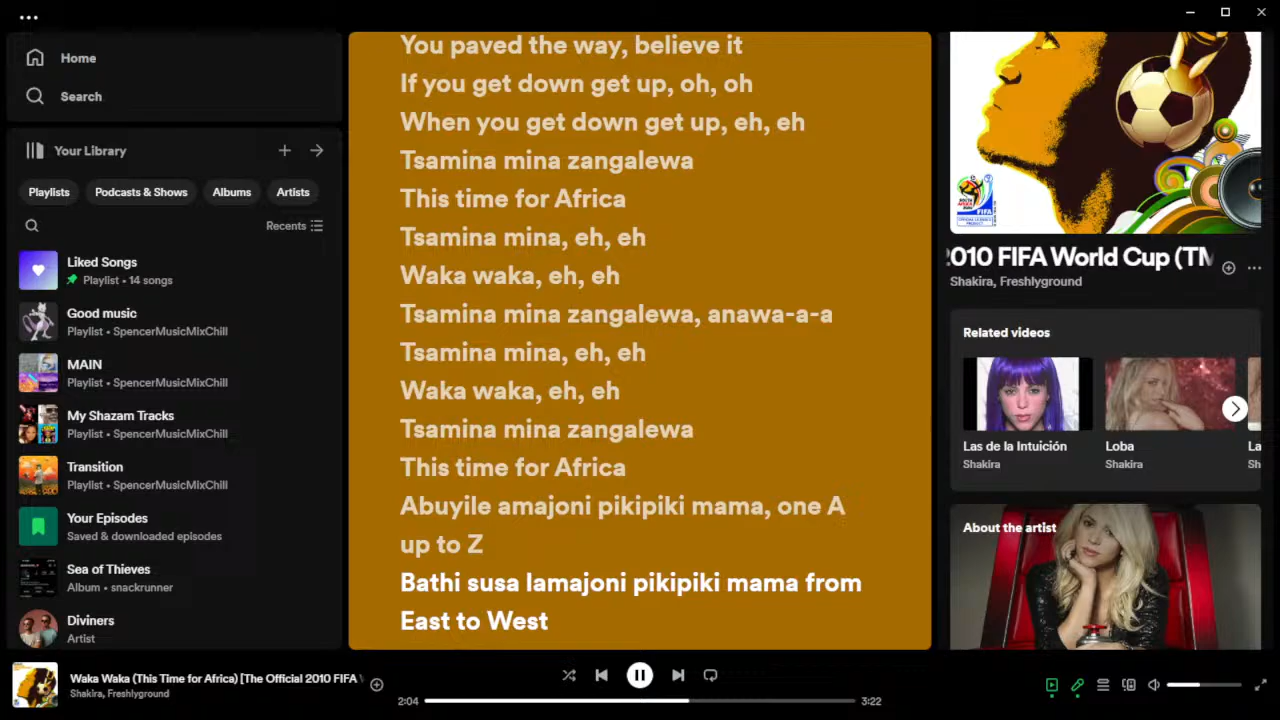 Home
Search
Your Library
Playlists
Podcasts & Shows
Albums
Artists
Recents
Liked Songs
Playlist • 14 songs
Good music
Playlist • SpencerMusicMixChill
MAIN
Playlist • SpencerMusicMixChill
My Shazam Tracks
Playlist • SpencerMusicMixChill
Transition
Playlist • SpencerMusicMixChill
Your Episodes
Saved & downloaded episodes
Sea of Thieves
Album • snackrunner
Diviners
Artist
You paved the way, believe it
If you get down get up, oh, oh
When you get down get up, eh, eh
Tsamina mina zangalewa
This time for Africa
Tsamina mina, eh, eh
Waka waka, eh, eh
Tsamina mina zangalewa, anawa-a-a
Tsamina mina, eh, eh
Waka waka, eh, eh
Tsamina mina zangalewa
This time for Africa
Abuyile amajoni pikipiki mama, one A
up to Z
Bathi susa lamajoni pikipiki mama from
East to West
FIFA
2010 FIFA World Cup (TM
Shakira, Freshlyground
Related videos
Las de la Intuición
Shakira
Loba
Shakira
La
Sh
About the artist
Waka Waka (This Time for Africa) [The Official 2010 FIFA
Shakira, Freshlyground
2:04
3:22